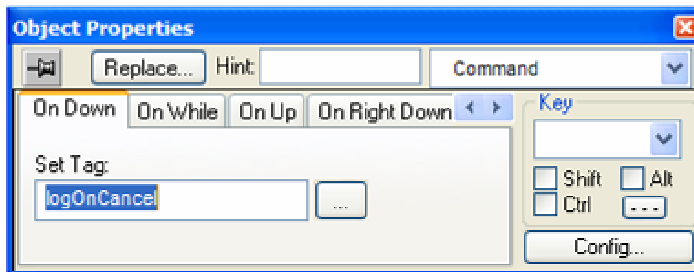 Object Properties
Replace... Hint: Command
On Down On While On Up On Right Down Key
Set Tag:
logOnCancel ... Shift Alt
Ctrl ...
Config...